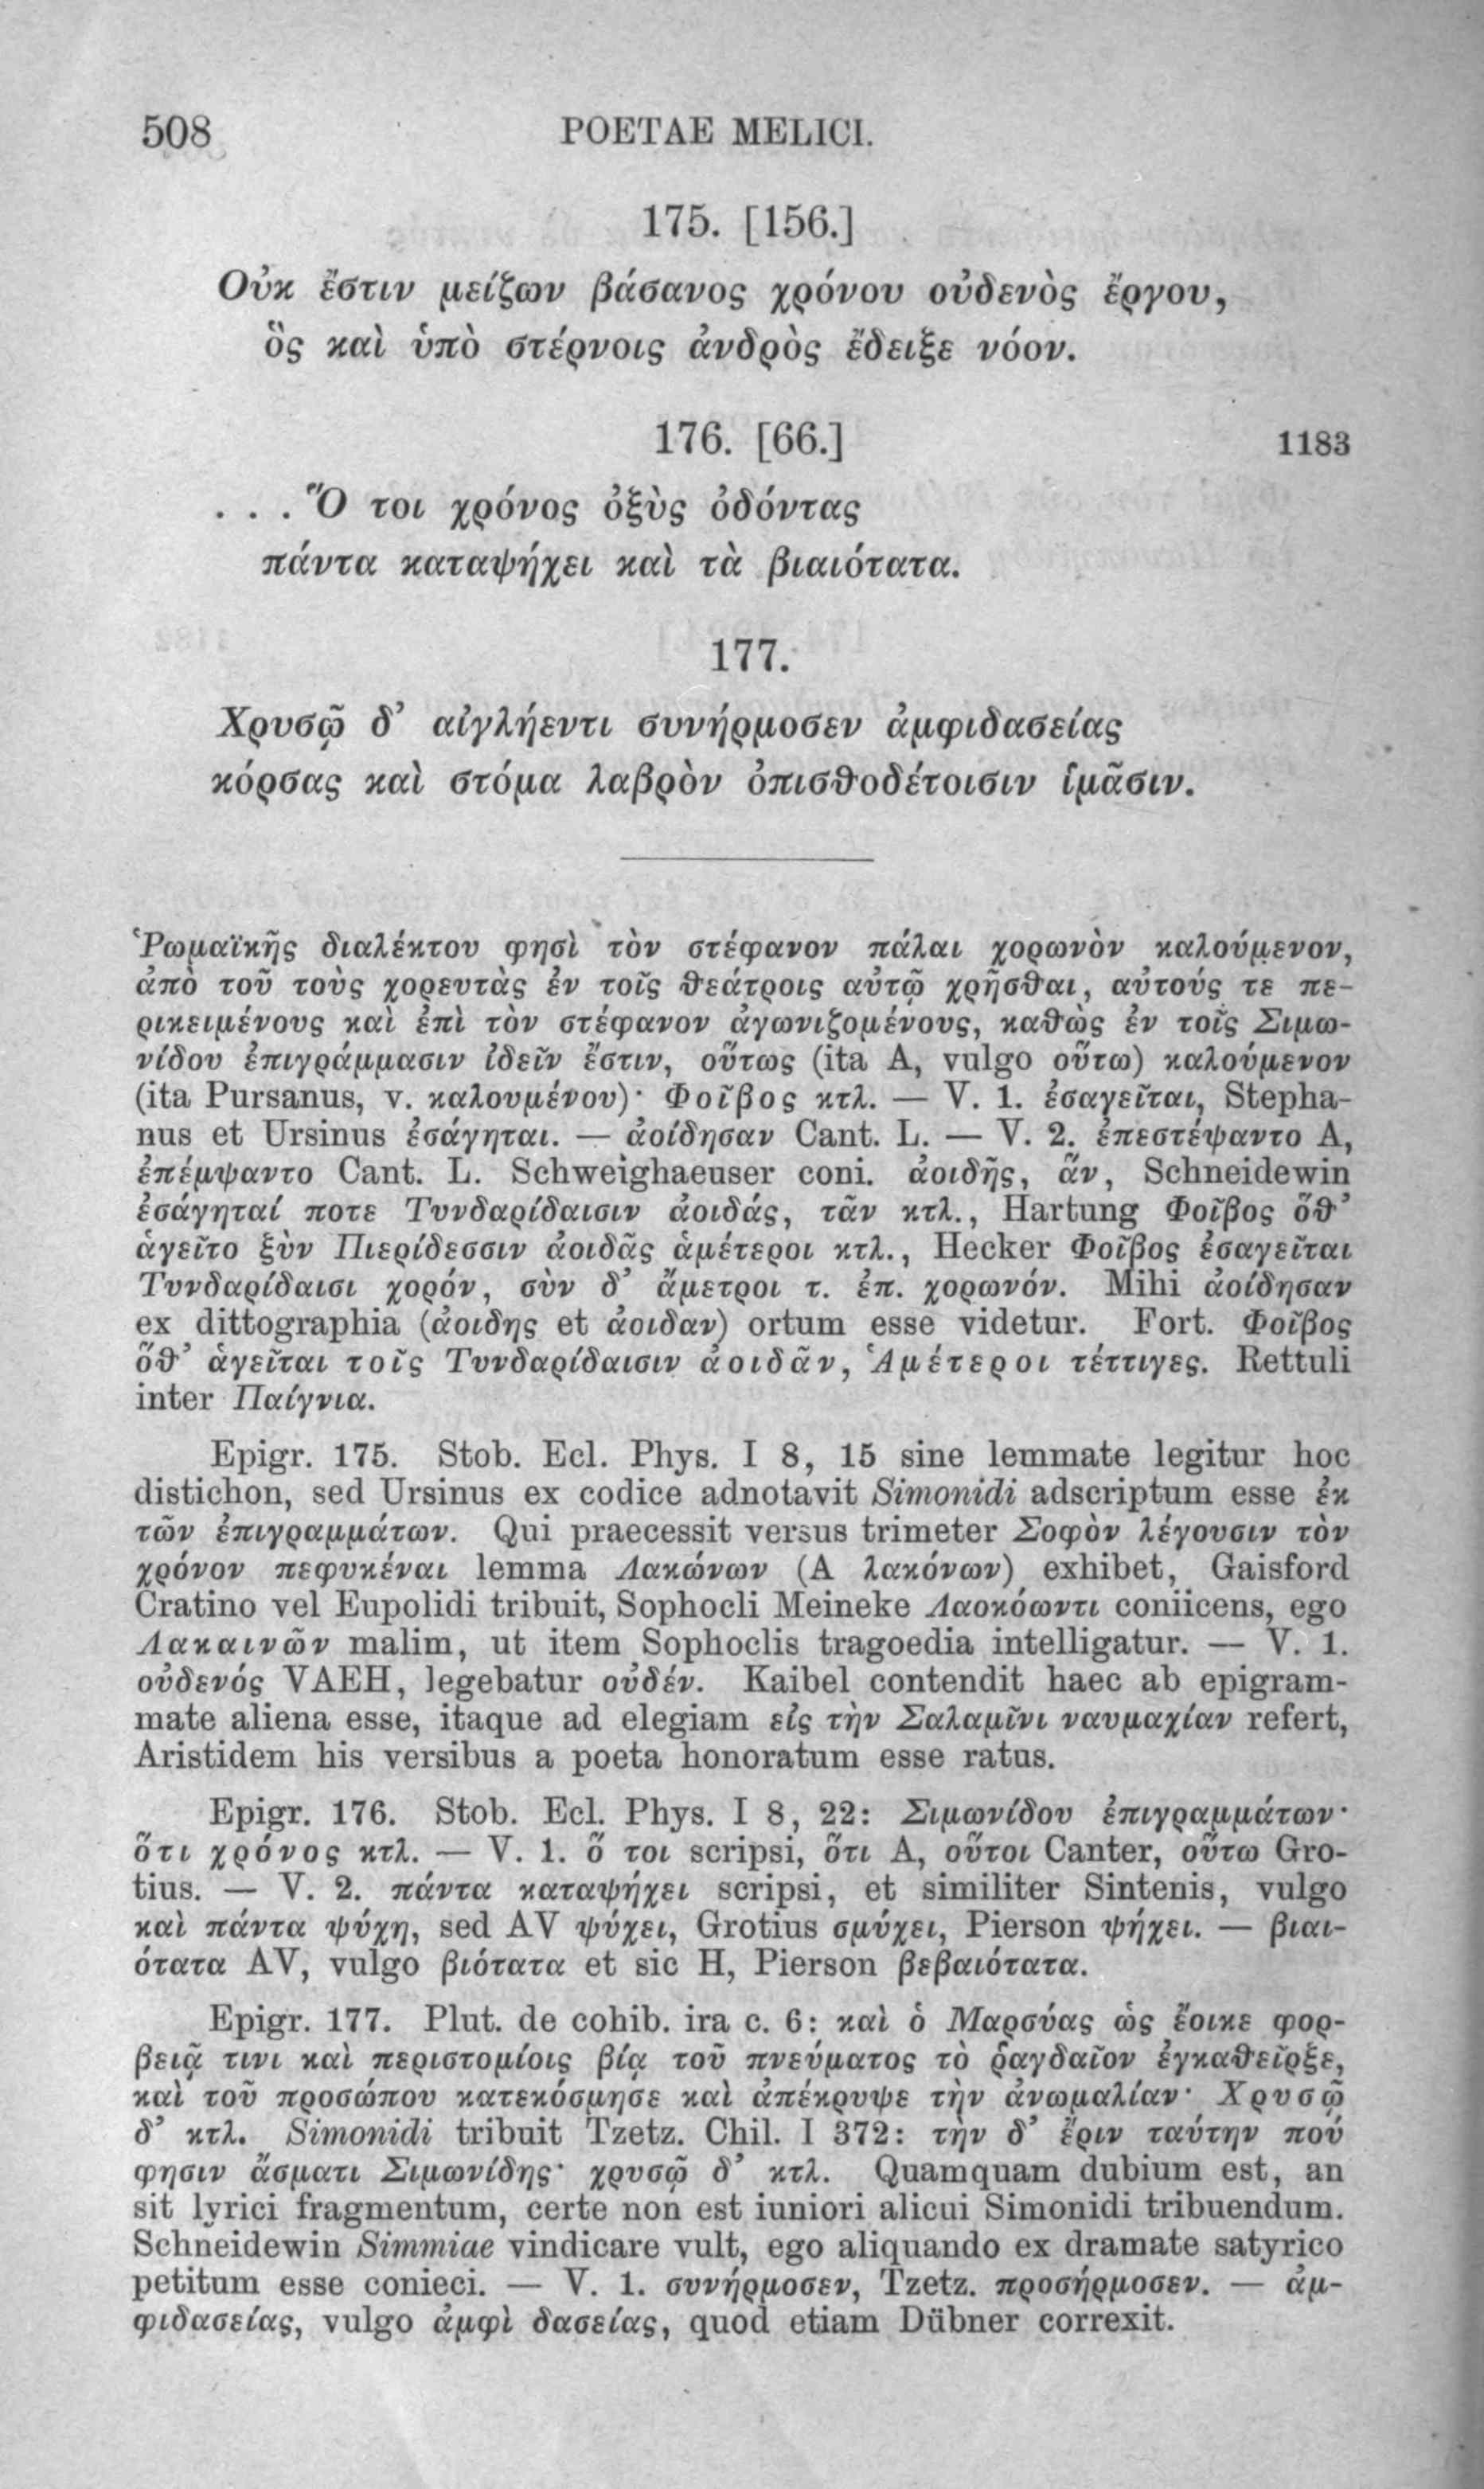 508
POETAE MELICI.
175. [156.]
Οὐκ ἔστιν μείζων βάσανος χρόνου οὐδενὸς ἔργου,
ὃς καὶ ὑπὸ στέρνοις ἀνδρὸς ἔδειξε νόον.
176. [66.]
1183
. . . Ὅ τοι χρόνος ὀξὺς ὀδόντας
πάντα καταψήχει καὶ τὰ βιαιότατα.
177.
Χρυσῷ δ’ αἰγλήεντι συνήρμοσεν ἀμφιδασείας
κόρσας καὶ στόμα λαβρὸν ὀπισθοδέτοισιν ἱμᾶσιν.
Ῥωμαϊκῆς διαλέκτου φησὶ τὸν στέφανον πάλαι χορωνὸν καλούμενον,
ἀπὸ τοῦ τοὺς χορευτὰς ἐν τοῖς θεάτροις αὐτῷ χρῆσθαι, αὐτούς τε πε-
ρικειμένους καὶ ἐπὶ τὸν στέφανον ἀγωνιζομένους, καθὼς ἐν τοῖς Σιμω-
νίδου ἐπιγράμμασιν ἰδεῖν ἔστιν, οὕτως (ita A, vulgo οὕτω) καλούμενον
(ita Pursanus, v. καλουμένου)· Φοῖβος κτλ. — V. 1. ἐσαγεῖται, Stepha-
nus et Ursinus ἐσάγηται. — ἀοίδησαν Cant. L. — V. 2. ἐπεστέψαντο A,
ἐπέμψαντο Cant. L. Schweighaeuser coni. ἀοιδῆς, ἄν, Schneidewin
ἐσάγηταί ποτε Τυνδαρίδαισιν ἀοιδάς, τᾶν κτλ., Hartung Φοῖβος ὅθ’
ἁγεῖτο ξὺν Πιερίδεσσιν ἀοιδᾶς ἁμέτεροι κτλ., Hecker Φοῖβος ἐσαγεῖται
Τυνδαρίδαισι χορόν, σὺν δ’ ἄμετροι τ. ἐπ. χορωνόν. Mihi ἀοίδησαν
ex dittographia (ἀοιδης et ἀοιδαν) ortum esse videtur. Fort. Φοῖβος
ὅθ’ ἁγεῖται τοῖς Τυνδαρίδαισιν ἀοιδᾶν, Ἁμέτεροι τέττιγες. Rettuli
inter Παίγνια.
Epigr. 175. Stob. Ecl. Phys. I 8, 15 sine lemmate legitur hoc
distichon, sed Ursinus ex codice adnotavit Simonidi adscriptum esse ἐκ
τῶν ἐπιγραμμάτων. Qui praecessit versus trimeter Σοφὸν λέγουσιν τὸν
χρόνον πεφυκέναι lemma Λακώνων (A λακόνων) exhibet, Gaisford
Cratino vel Eupolidi tribuit, Sophocli Meineke Λαοκόωντι coniicens, ego
Λακαινῶν malim, ut item Sophoclis tragoedia intelligatur. — V. 1.
οὐδενός VAEH, legebatur οὐδέν. Kaibel contendit haec ab epigram-
mate aliena esse, itaque ad elegiam εἰς τὴν Σαλαμῖνι ναυμαχίαν refert,
Aristidem his versibus a poeta honoratum esse ratus.
Epigr. 176. Stob. Ecl. Phys. I 8, 22: Σιμωνίδου ἐπιγραμμάτων·
ὅτι χρόνος κτλ. — V. 1. ὅ τοι scripsi, ὅτι A, οὔτοι Canter, οὕτω Gro-
tius. — V. 2. πάντα καταψήχει scripsi, et similiter Sintenis, vulgo
καὶ πάντα ψύχη, sed AV ψύχει, Grotius σμύχει, Pierson ψήχει. — βιαι-
ότατα AV, vulgo βιότατα et sic H, Pierson βεβαιότατα.
Epigr. 177. Plut. de cohib. ira c. 6: καὶ ὁ Μαρσύας ὡς ἔοικε φορ-
βειᾷ τινι καὶ περιστομίοις βίᾳ τοῦ πνεύματος τὸ ῥαγδαῖον ἐγκαθεῖρξε,
καὶ τοῦ προσώπου κατεκόσμησε καὶ ἀπέκρυψε τὴν ἀνωμαλίαν· Χρυσῷ
δ’ κτλ. Simonidi tribuit Tzetz. Chil. I 372: τὴν δ’ ἔριν ταύτην πού
φησιν ᾄσματι Σιμωνίδης· χρυσῷ δ’ κτλ. Quamquam dubium est, an
sit lyrici fragmentum, certe non est iuniori alicui Simonidi tribuendum.
Schneidewin Simmiae vindicare vult, ego aliquando ex dramate satyrico
petitum esse conieci. — V. 1. συνήρμοσεν, Tzetz. προσήρμοσεν. — ἀμ-
φιδασείας, vulgo ἀμφὶ δασείας, quod etiam Dübner correxit.